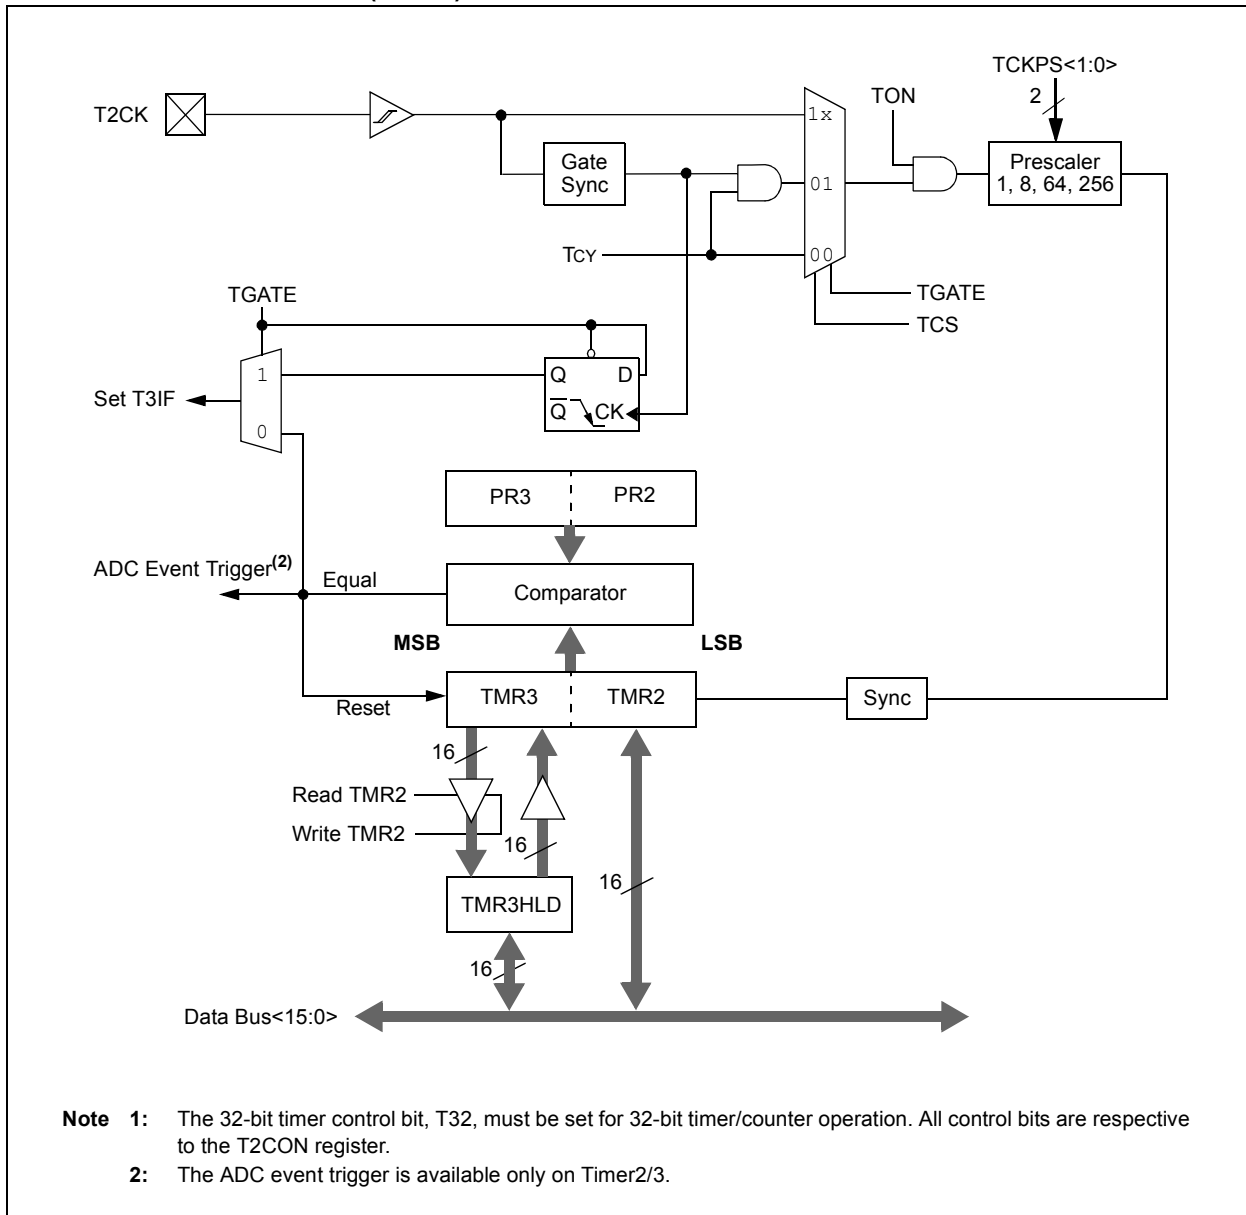 TCKPS<1:0>
2
TON
T2CK
1x
Gate
Sync
Prescaler
1, 8, 64, 256
01
TCY
00
TGATE
TCS
TGATE
1
Q
D
Set T3IF
Q
CK
0
PR3
PR2
ADC Event Trigger(2)
Equal
Comparator
MSB
LSB
TMR3
TMR2
Sync
Reset
16
Read TMR2
Write TMR2
16
16
TMR3HLD
16
Data Bus<15:0>
Note 1: The 32-bit timer control bit, T32, must be set for 32-bit timer/counter operation. All control bits are respective
to the T2CON register.
2: The ADC event trigger is available only on Timer2/3.